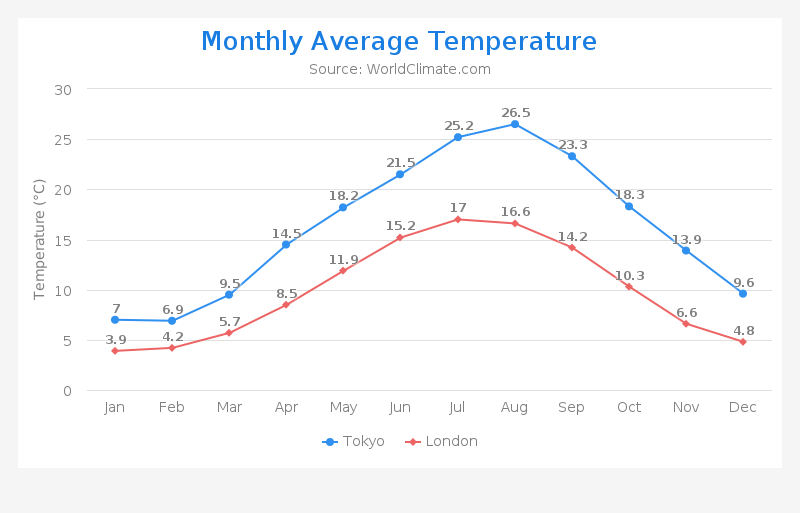 Monthly Average Temperature
Source: WorldClimate.com
Temperature (°C)
30
25
20
15
10
5
0
7 6.9 9.5 14.5 18.2 21.5 25.2 26.5 23.3 18.3 13.9 9.6
3.9 4.2 5.7 8.5 11.9 15.2 17 16.6 14.2 10.3 6.6 4.8
Jan Feb Mar Apr May Jun Jul Aug Sep Oct Nov Dec
Tokyo London